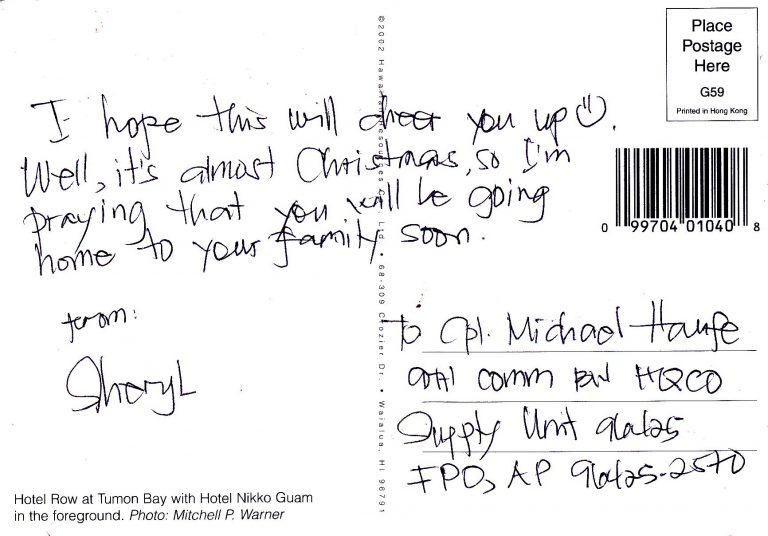 I hope this will cheer you up ☺.
Well, it's almost Christmas, so I'm
praying that you will be going
home to your family soon.
from:
Sheryl
Hotel Row at Tumon Bay with Hotel Nikko Guam
in the foreground. Photo: Mitchell P. Warner
© 2002 Hawaiian Resources Co., Ltd. • 68-309 Crozier Dr. • Waialua, HI 96791
Place
Postage
Here
G59
Printed in Hong Kong
0 99704 01040 8
To Cpl. Michael Haufe
9th comm BN HQCO
Supply Unit 96425
FPO, AP 96425-2570